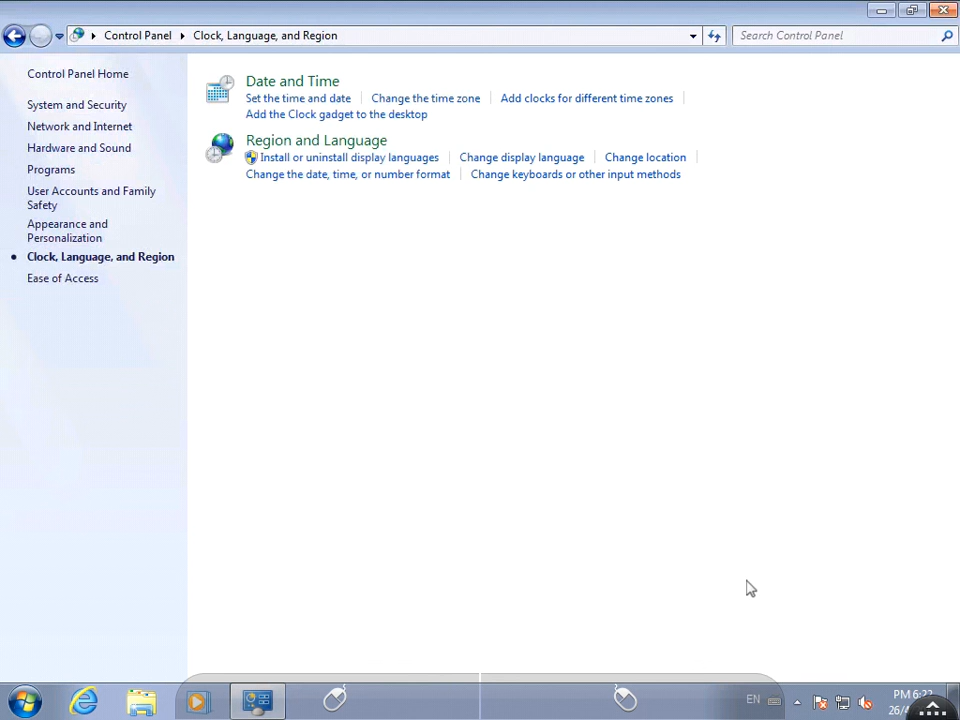 Control Panel Clock, Language, and Region
Search Control Panel
Control Panel Home
System and Security
Network and Internet
Hardware and Sound
Programs
User Accounts and Family
Safety
Appearance and
Personalization
Clock, Language, and Region
Ease of Access
Date and Time
Set the time and date Change the time zone Add clocks for different time zones
Add the Clock gadget to the desktop
Region and Language
Install or uninstall display languages Change display language Change location
Change the date, time, or number format Change keyboards or other input methods
EN
PM 6:22